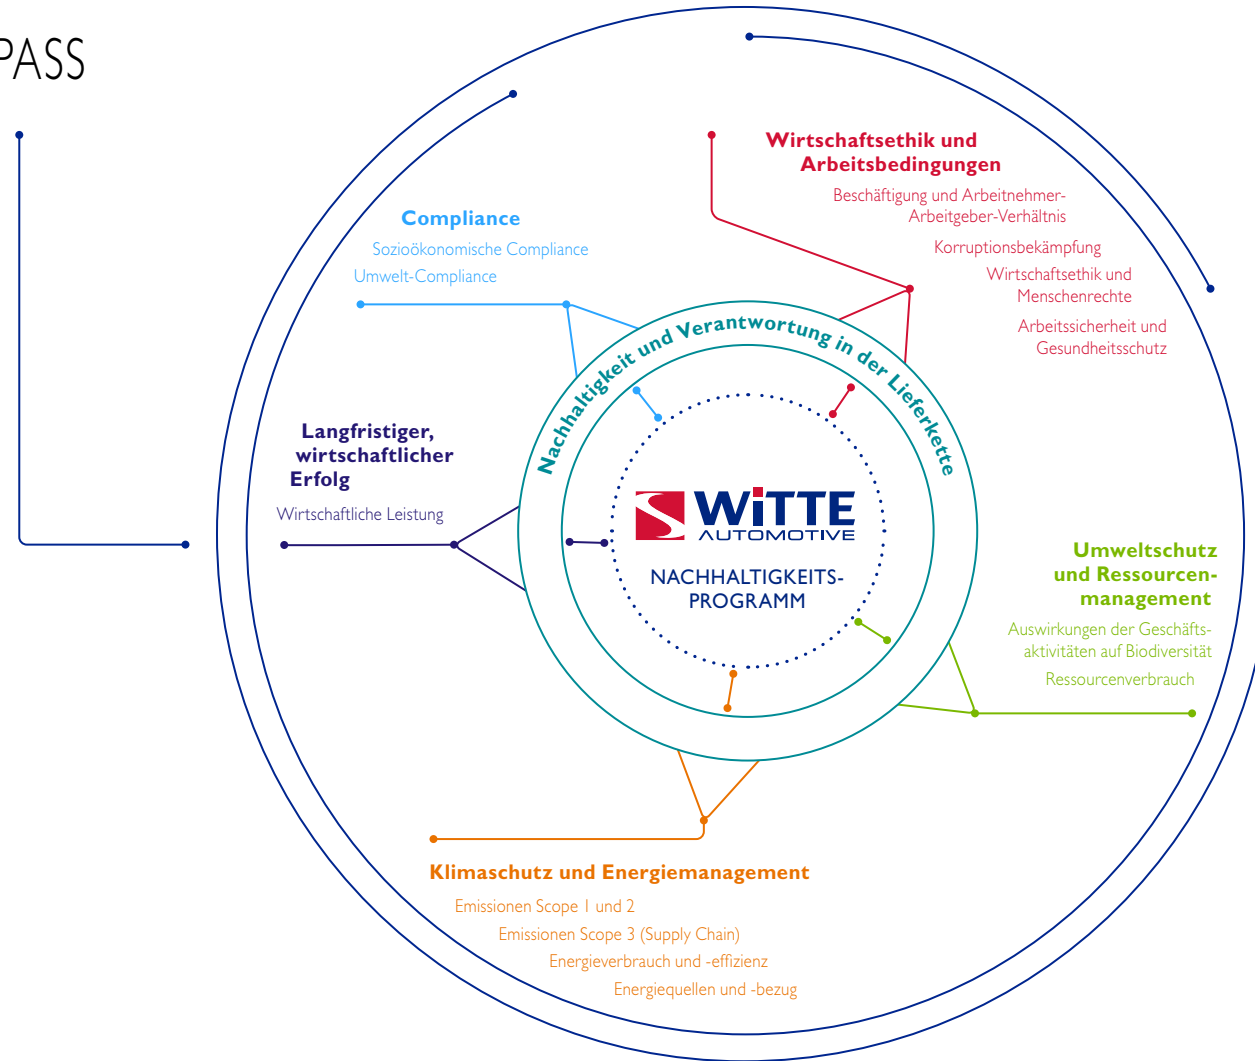 PASS
Wirtschaftsethik und
Arbeitsbedingungen
Beschäftigung und Arbeitnehmer-
Arbeitgeber-Verhältnis
Korruptionsbekämpfung
Wirtschaftsethik und
Menschenrechte
Arbeitssicherheit und
Gesundheitsschutz
Compliance
Sozioökonomische Compliance
Umwelt-Compliance
Nachhaltigkeit und Verantwortung in der Lieferkette
Langfristiger,
wirtschaftlicher
Erfolg
Wirtschaftliche Leistung
WiTTE
AUTOMOTIVE
NACHHALTIGKEITS-
PROGRAMM
Umweltschutz
und Ressourcen-
management
Auswirkungen der Geschäfts-
aktivitäten auf Biodiversität
Ressourcenverbrauch
Klimaschutz und Energiemanagement
Emissionen Scope 1 und 2
Emissionen Scope 3 (Supply Chain)
Energieverbrauch und -effizienz
Energiequellen und -bezug